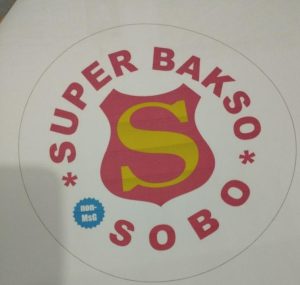 * SUPER BAKSO *
S
non-
MsG
SOBO